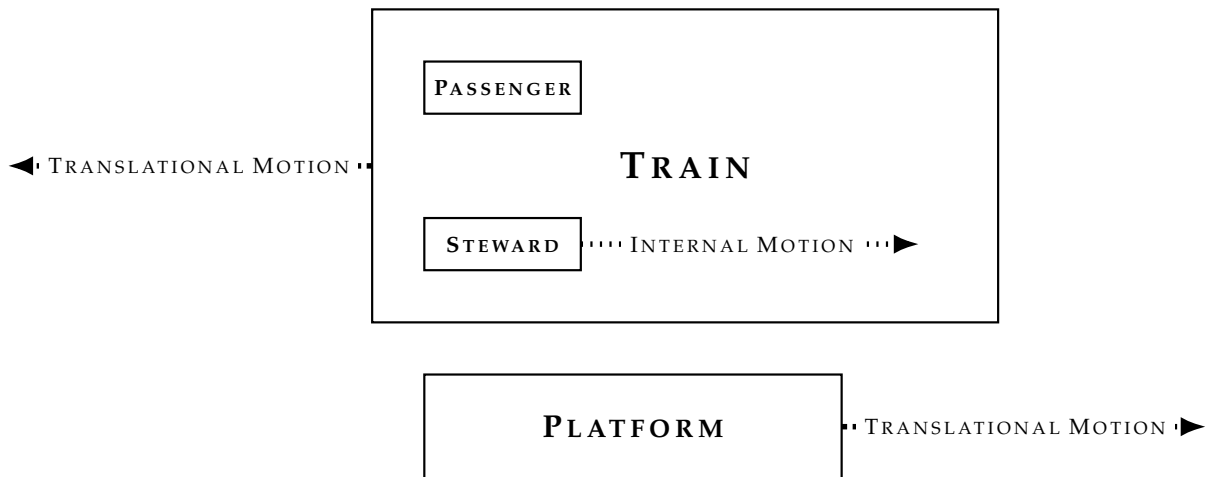 PASSENGER
TRANSLATIONAL MOTION
TRAIN
STEWARD
INTERNAL MOTION
PLATFORM
TRANSLATIONAL MOTION